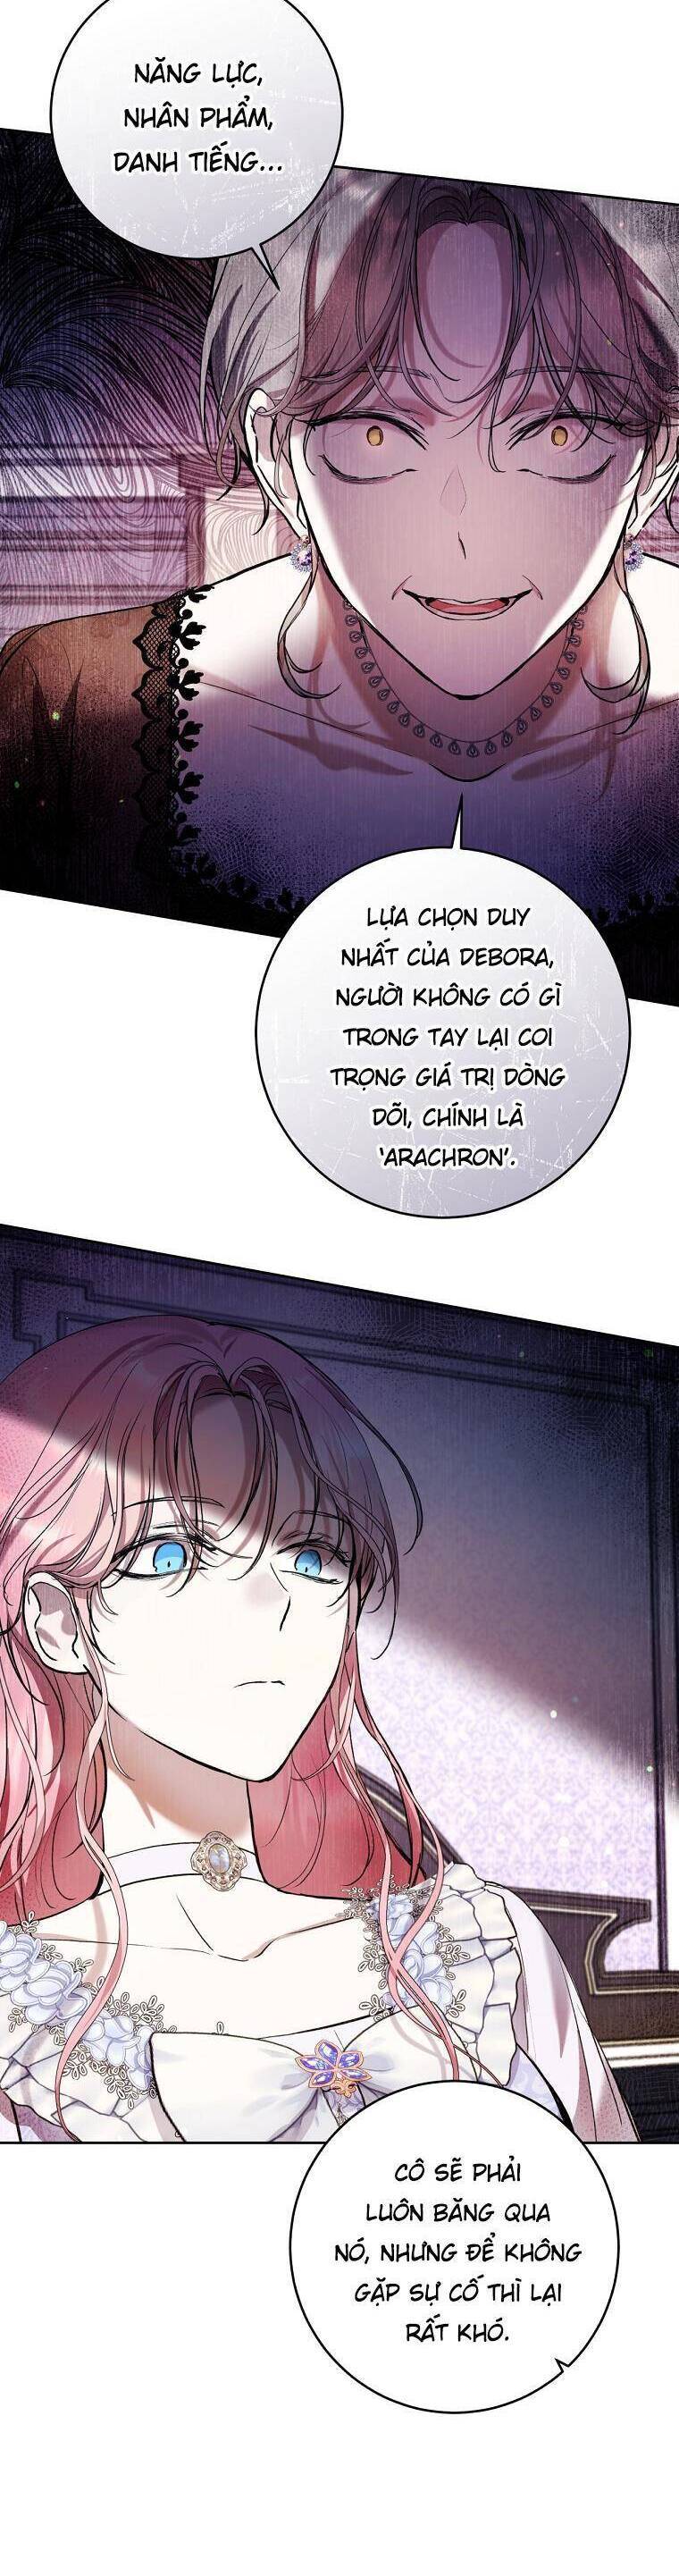 NĂNG LỰC,
NHÂN PHẨM,
DANH TIẾNG...
LỰA CHỌN DUY
NHẤT CỦA DEBORA,
NGƯỜI KHÔNG CÓ GÌ
TRONG TAY LẠI COI
TRỌNG GIÁ TRỊ DÒNG
DÕI, CHÍNH LÀ
'ARACHRON'.
CÔ SẼ PHẢI
LUÔN BĂNG QUA
NÓ, NHƯNG ĐỂ KHÔNG
GẶP SỰ CỐ THÌ LẠI
RẤT KHÓ.